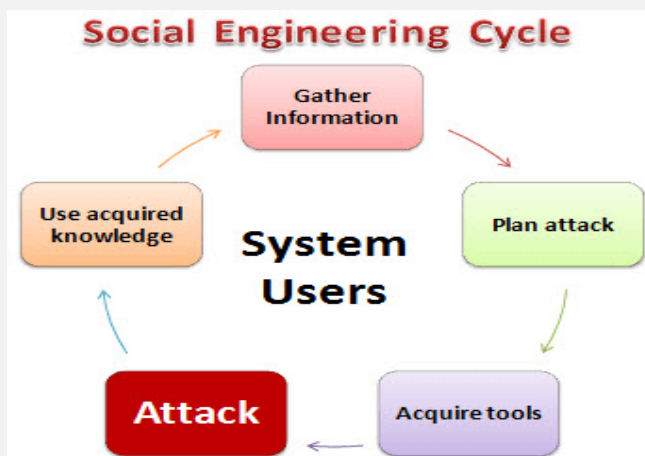 Social Engineering Cycle
Gather
Information
Plan attack
Acquire tools
Attack
Use acquired
knowledge
System
Users